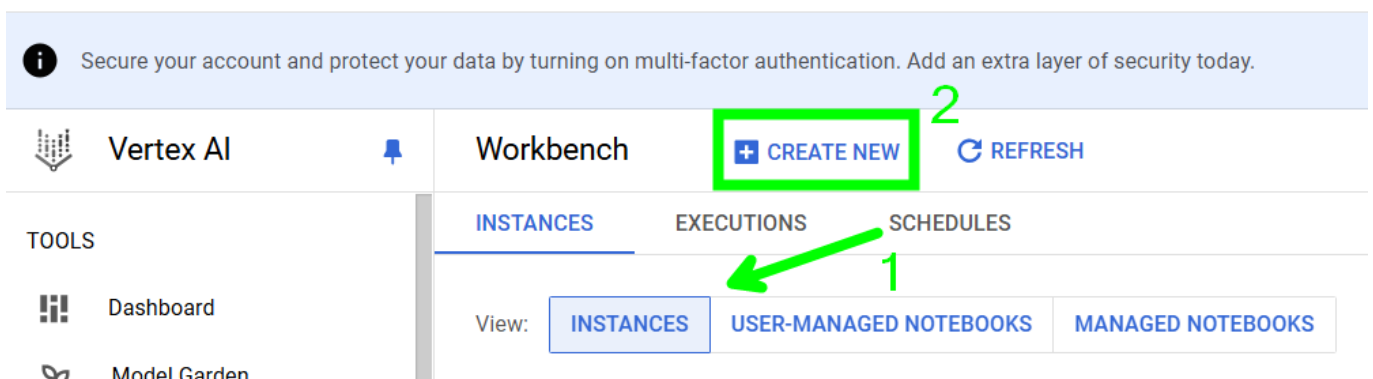 Secure your account and protect your data by turning on multi-factor authentication. Add an extra layer of security today.
2
Vertex AI
Workbench
CREATE NEW
REFRESH
TOOLS
INSTANCES
EXECUTIONS
SCHEDULES
1
Dashboard
View:
INSTANCES
USER-MANAGED NOTEBOOKS
MANAGED NOTEBOOKS
Model Garden